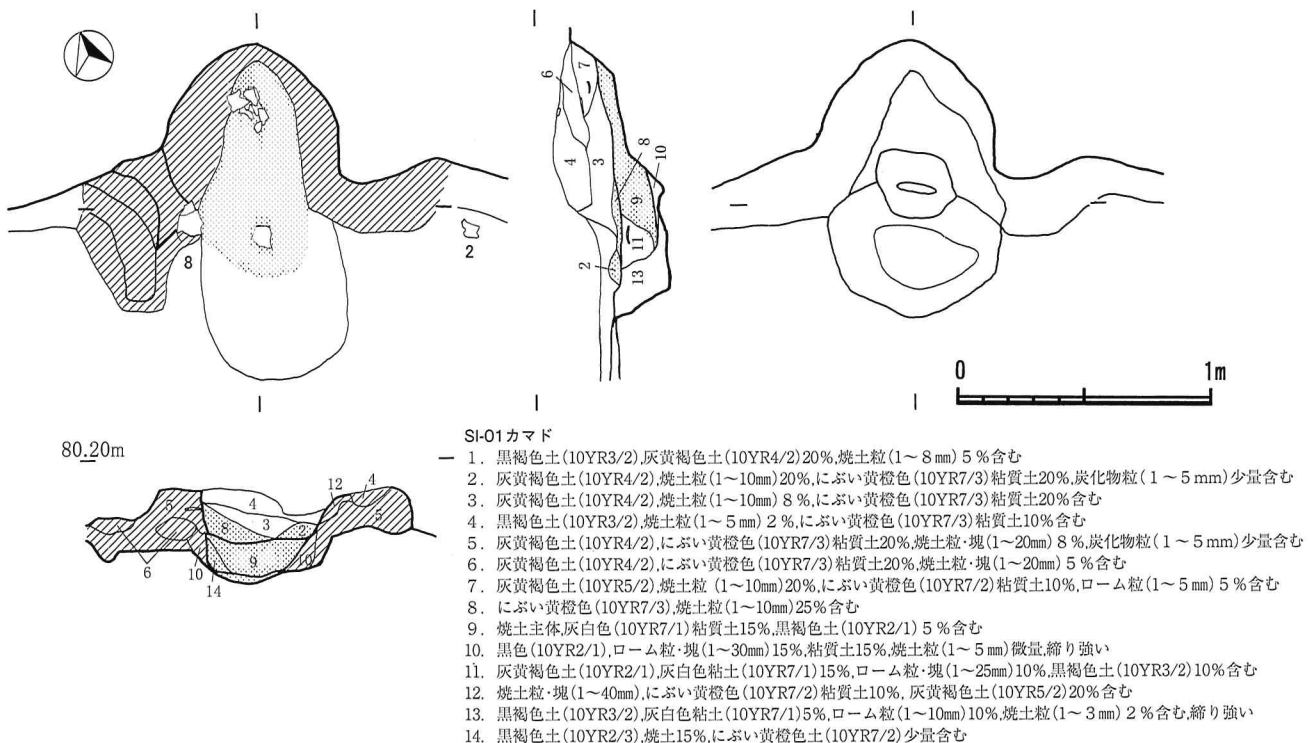 6
7
4
3
8
10
9
11
2
13
8
2
0 1m
80.20m
12
4
5
4
3
8
2
5
9
10
6
10
14
SI-01カマド
1. 黒褐色土(10YR3/2),灰黄褐色土(10YR4/2)20%,焼土粒(1~8㎜)5%含む
2. 灰黄褐色土(10YR4/2),焼土粒(1~10㎜)20%,にぶい黄橙色(10YR7/3)粘質土20%,炭化物粒(1~5㎜)少量含む
3. 灰黄褐色土(10YR4/2),焼土粒(1~10㎜)8%,にぶい黄橙色(10YR7/3)粘質土20%含む
4. 黒褐色土(10YR3/2),焼土粒(1~5㎜)2%,にぶい黄橙色(10YR7/3)粘質土10%含む
5. 灰黄褐色土(10YR4/2),にぶい黄橙色(10YR7/3)粘質土20%,焼土粒・塊(1~20㎜)8%,炭化物粒(1~5㎜)少量含む
6. 灰黄褐色土(10YR4/2),にぶい黄橙色(10YR7/3)粘質土20%,焼土粒・塊(1~20㎜)5%含む
7. 灰黄褐色土(10YR5/2),焼土粒(1~10㎜)20%,にぶい黄橙色(10YR7/2)粘質土10%,ローム粒(1~5㎜)5%含む
8. にぶい黄橙色(10YR7/3),焼土粒(1~10㎜)25%含む
9. 焼土主体,灰白色(10YR7/1)粘質土15%,黒褐色土(10YR2/1)5%含む
10. 黒色(10YR2/1),ローム粒・塊(1~30㎜)15%,粘質土15%,焼土粒(1~5㎜)微量,締り強い
11. 灰黄褐色土(10YR2/1),灰白色粘土(10YR7/1)15%,ローム粒・塊(1~25㎜)10%,黒褐色土(10YR3/2)10%含む
12. 焼土粒・塊(1~40㎜),にぶい黄橙色(10YR7/2)粘質土10%,灰黄褐色土(10YR5/2)20%含む
13. 黒褐色土(10YR3/2),灰白色粘土(10YR7/1)5%,ローム粒(1~10㎜)10%,焼土粒(1~3㎜)2%含む,締り強い
14. 黒褐色土(10YR2/3),焼土15%,にぶい黄橙色土(10YR7/2)少量含む